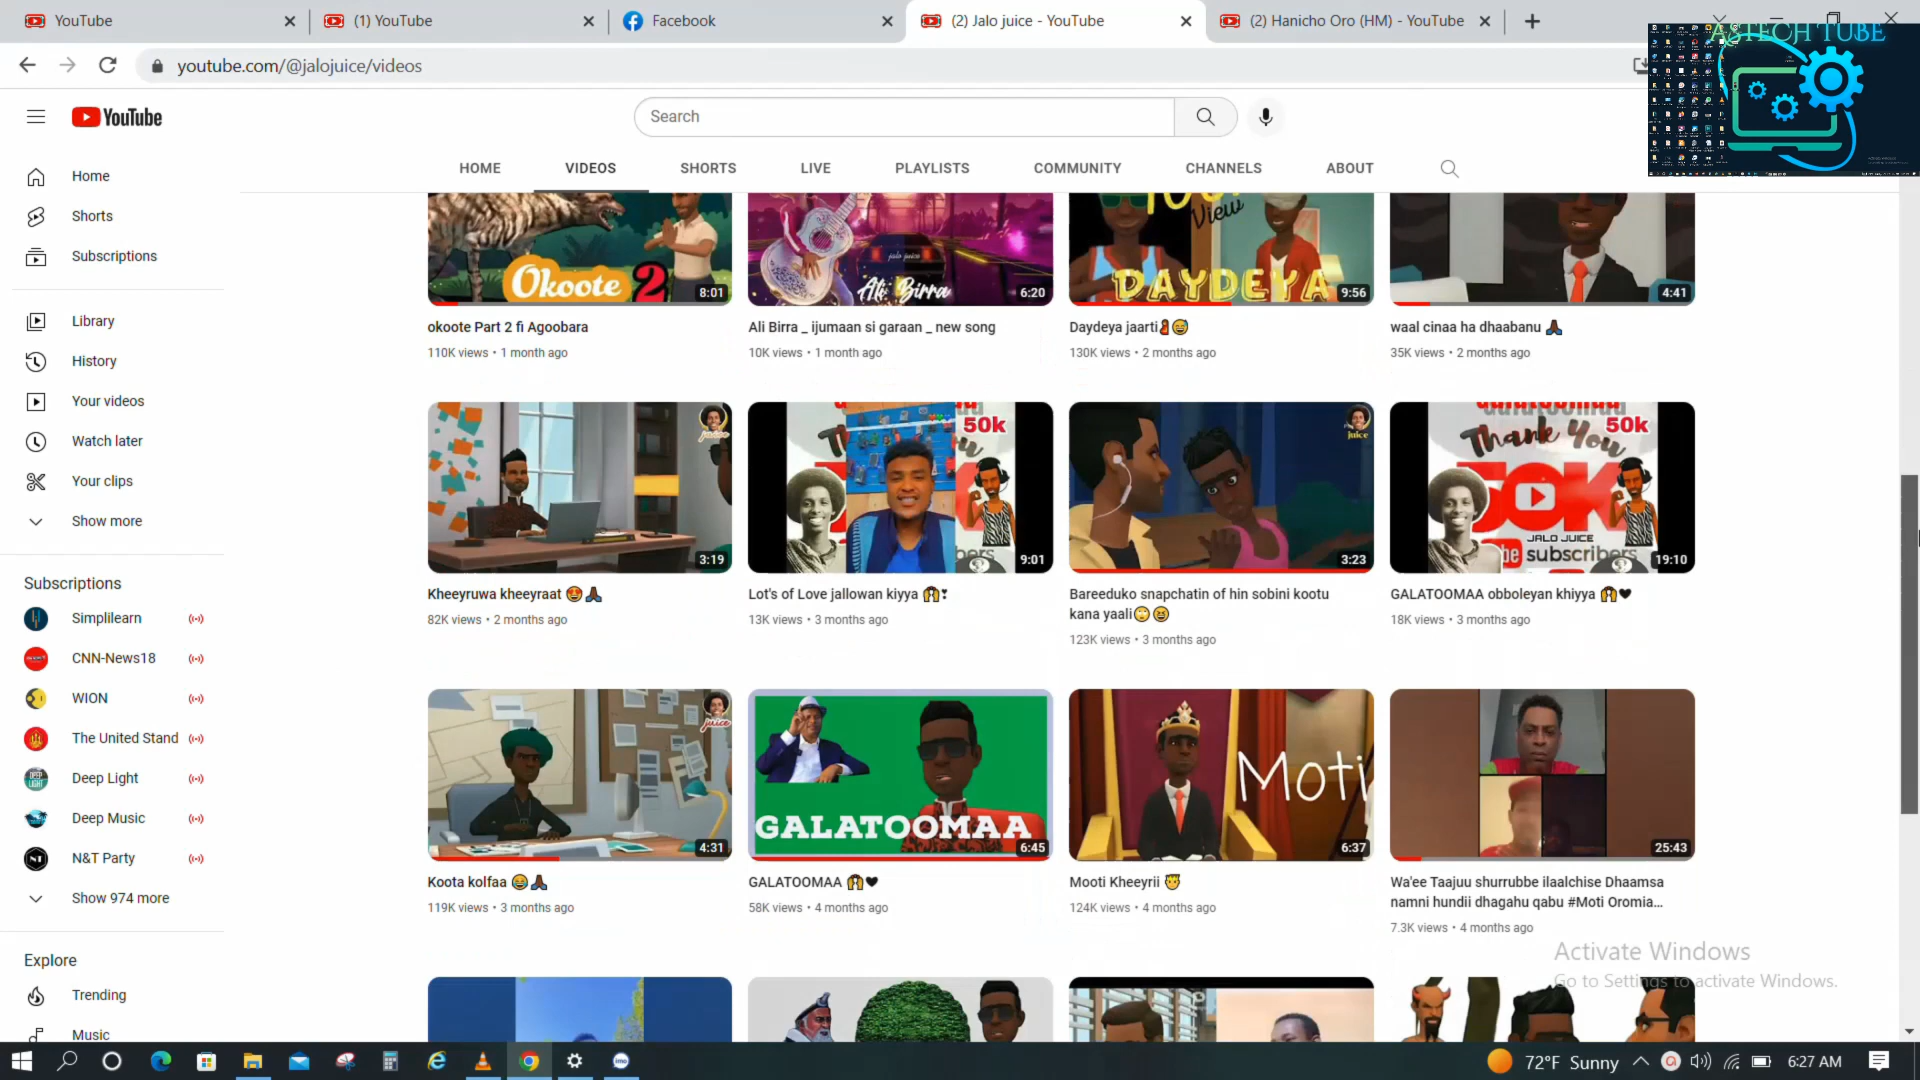 YouTube
(1) YouTube
Facebook
(2) Jalo juice - YouTube
(2) Hanicho Oro (HM) - YouTube
ASTECH TUBE
youtube.com/@jalojuice/videos
YouTube
Search
HOME VIDEOS SHORTS LIVE PLAYLISTS COMMUNITY CHANNELS ABOUT
Home
Shorts
Subscriptions
Library
History
Your videos
Watch later
Your clips
Show more
Subscriptions
Simplilearn
CNN-News18
WION
The United Stand
Deep Light
Deep Music
N&T Party
Show 974 more
Explore
Trending
Music
Okoote 2
8:01
okoote Part 2 fi Agoobara
110K views • 1 month ago
jalo juice
Ali Birra
6:20
Ali Birra _ ijumaan si garaan _ new song
10K views • 1 month ago
View
DAYDEYA
9:56
Daydeya jaarti💃😅
130K views • 2 months ago
4:41
waal cinaa ha dhaabanu 🙏🏿
35K views • 2 months ago
juice
3:19
Kheeyruwa kheeyraat 😍🙏🏿
82K views • 2 months ago
50k
9:01
Lot's of Love jallowan kiyya 🙌❣
13K views • 3 months ago
juice
3:23
Bareeduko snapchatin of hin sobini kootu
kana yaali🙄😆
123K views • 3 months ago
50k
Thank You
50K
JALO JUICE
subscribers
19:10
GALATOOMAA obboleyan khiyya 🙌🖤
18K views • 3 months ago
juice
4:31
Koota kolfaa 😂🙏🏿
119K views • 3 months ago
GALATOOMAA
6:45
GALATOOMAA 🙌🖤
58K views • 4 months ago
Moti
6:37
Mooti Kheeyrii 🤴
124K views • 4 months ago
25:43
Wa'ee Taajuu shurrubbe ilaalchise Dhaamsa
namni hundii dhagahu qabu #Moti Oromia...
7.3K views • 4 months ago
Activate Windows
Go to Settings to activate Windows.
imo
72°F Sunny
6:27 AM